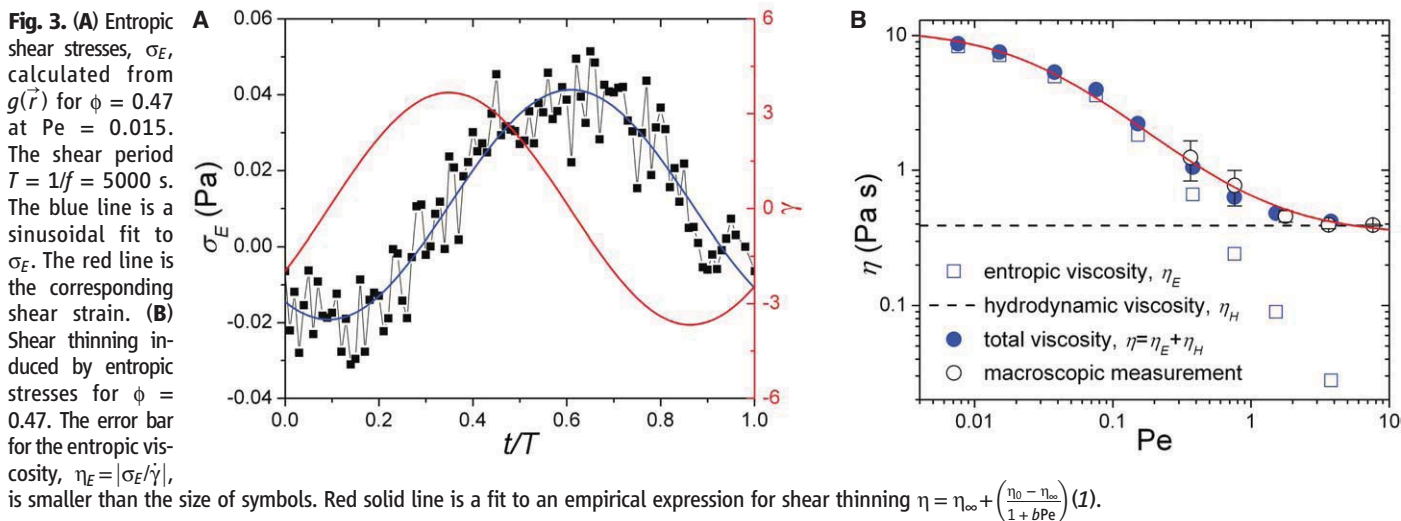 Fig. 3. (A) Entropic
shear stresses, σE,
calculated from
g(r⃗) for ϕ = 0.47
at Pe = 0.015.
The shear period
T = 1/f = 5000 s.
The blue line is a
sinusoidal fit to
σE. The red line is
the corresponding
shear strain. (B)
Shear thinning in-
duced by entropic
stresses for ϕ =
0.47. The error bar
for the entropic vis-
cosity, ηE = |σE/γ̇|,
is smaller than the size of symbols. Red solid line is a fit to an empirical expression for shear thinning η = η∞ + (η0 − η∞ / 1 + bPe) (1).
A
0.06
0.04
0.02
0.00
-0.02
-0.04
σE (Pa)
0.0 0.2 0.4 0.6 0.8 1.0
t/T
6
3
0
-3
-6
γ
B
10
1
0.1
η (Pa s)
entropic viscosity, ηE
hydrodynamic viscosity, ηH
total viscosity, η=ηE+ηH
macroscopic measurement
0.01 0.1 1 10
Pe